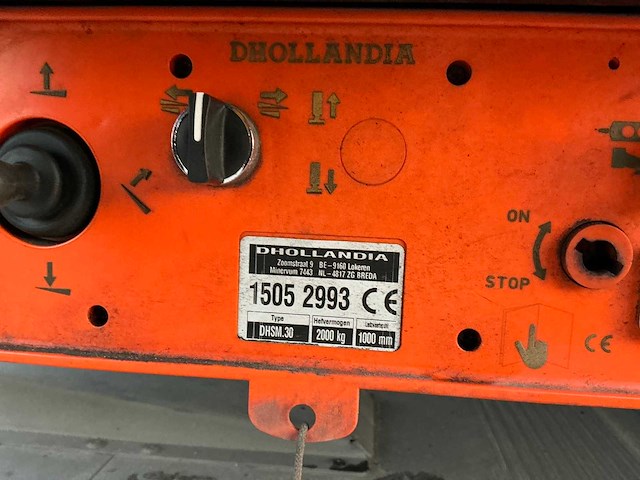 DHOLLANDIA
ON
STOP
DHOLLANDIA
Zoomstraat 9 BE-9160 Lokeren
Minervum 7443 NL-4817 ZG BREDA
1505 2993 CE
Type Hefvermogen
DHSM.30 2000 kg 1000 mm
CE